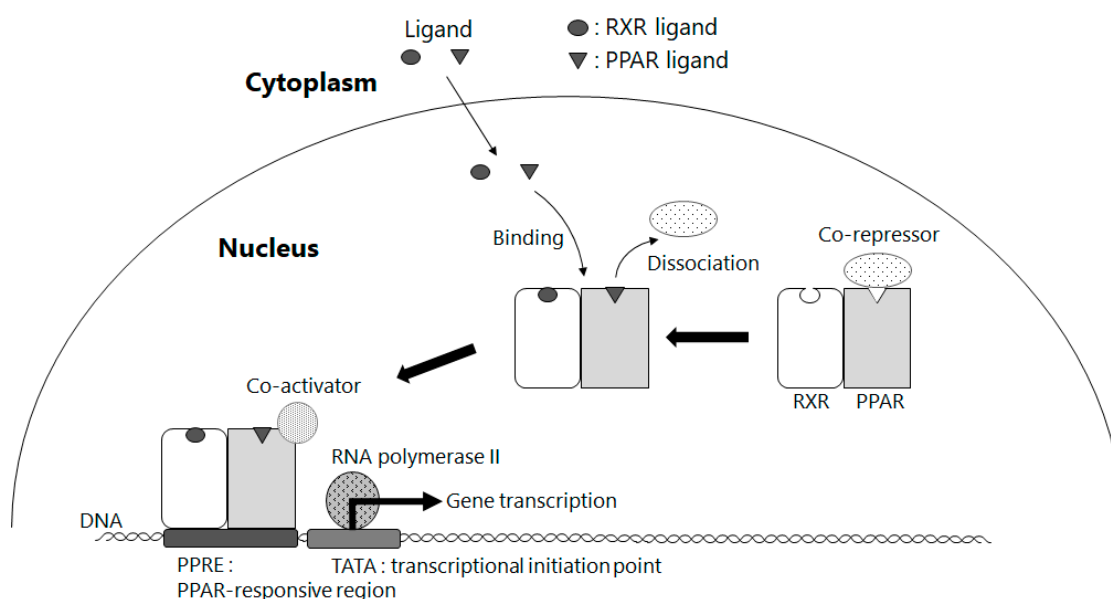 Ligand
: RXR ligand
: PPAR ligand
Cytoplasm
Nucleus
Binding
Dissociation
Co-repressor
RXR
PPAR
Co-activator
RNA polymerase II
Gene transcription
DNA
PPRE :
PPAR-responsive region
TATA : transcriptional initiation point